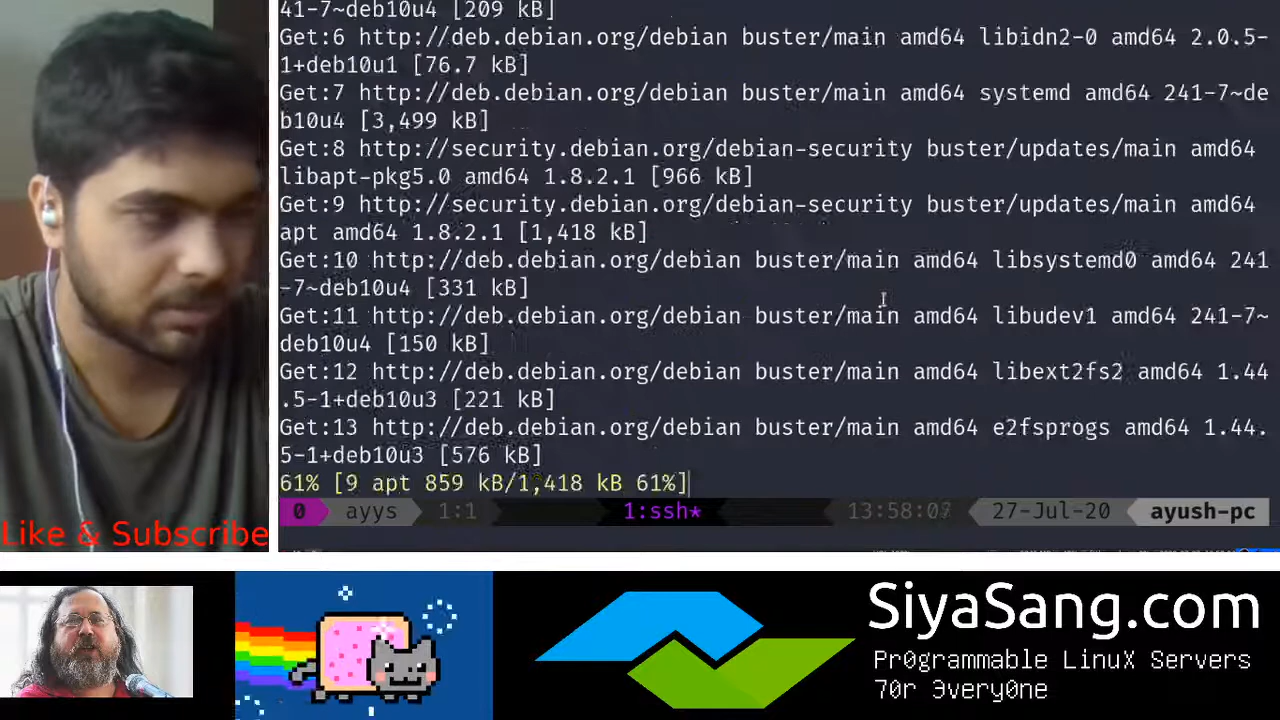 41-7~deb10u4 [209 kB]
Get:6 http://deb.debian.org/debian buster/main amd64 libidn2-0 amd64 2.0.5-
1+deb10u1 [76.7 kB]
Get:7 http://deb.debian.org/debian buster/main amd64 systemd amd64 241-7~de
b10u4 [3,499 kB]
Get:8 http://security.debian.org/debian-security buster/updates/main amd64
libapt-pkg5.0 amd64 1.8.2.1 [966 kB]
Get:9 http://security.debian.org/debian-security buster/updates/main amd64
apt amd64 1.8.2.1 [1,418 kB]
Get:10 http://deb.debian.org/debian buster/main amd64 libsystemd0 amd64 241
-7~deb10u4 [331 kB]
Get:11 http://deb.debian.org/debian buster/main amd64 libudev1 amd64 241-7~
deb10u4 [150 kB]
Get:12 http://deb.debian.org/debian buster/main amd64 libext2fs2 amd64 1.44
.5-1+deb10u3 [221 kB]
Get:13 http://deb.debian.org/debian buster/main amd64 e2fsprogs amd64 1.44.
5-1+deb10u3 [576 kB]
61% [9 apt 859 kB/1,418 kB 61%]
0 ayys 1:1 1:ssh* 13:58:07 27-Jul-20 ayush-pc
Like & Subscribe
SiyaSang.com
Pr0grammable LinuX Servers
70r 3very0ne